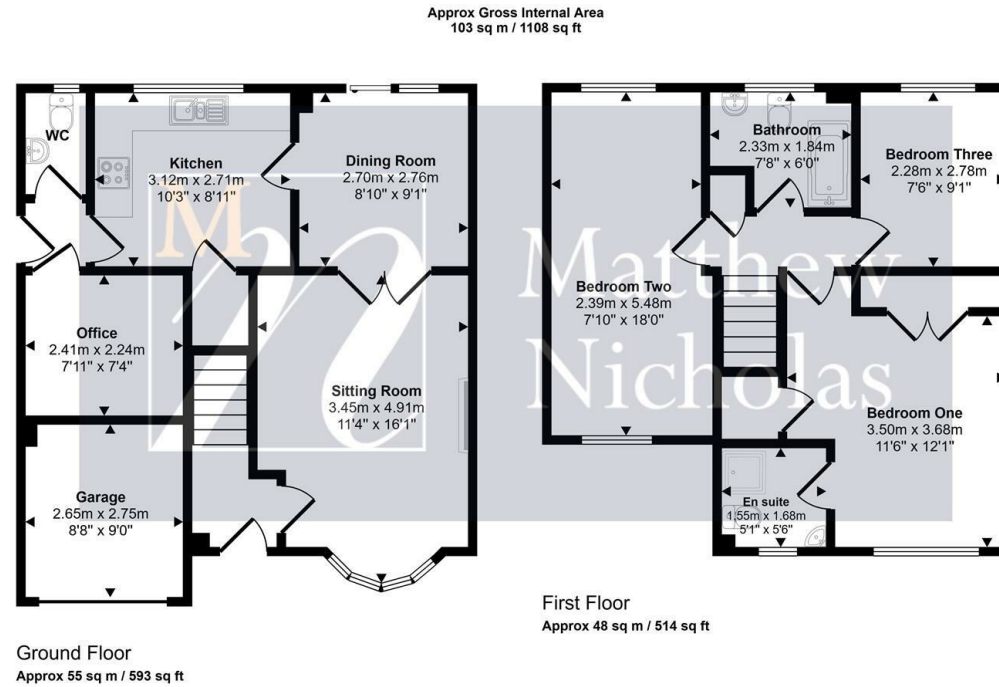 Approx Gross Internal Area
103 sq m / 1108 sq ft
WC
Kitchen
3.12m x 2.71m
10'3" x 8'11"
Dining Room
2.70m x 2.76m
8'10" x 9'1"
Office
2.41m x 2.24m
7'11" x 7'4"
Sitting Room
3.45m x 4.91m
11'4" x 16'1"
Garage
2.65m x 2.75m
8'8" x 9'0"
Ground Floor
Approx 55 sq m / 593 sq ft
Bathroom
2.33m x 1.84m
7'8" x 6'0"
Bedroom Three
2.28m x 2.78m
7'6" x 9'1"
Bedroom Two
2.39m x 5.48m
7'10" x 18'0"
Bedroom One
3.50m x 3.68m
11'6" x 12'1"
En suite
1.55m x 1.68m
5'1" x 5'6"
First Floor
Approx 48 sq m / 514 sq ft
M
n
Matthew
Nicholas